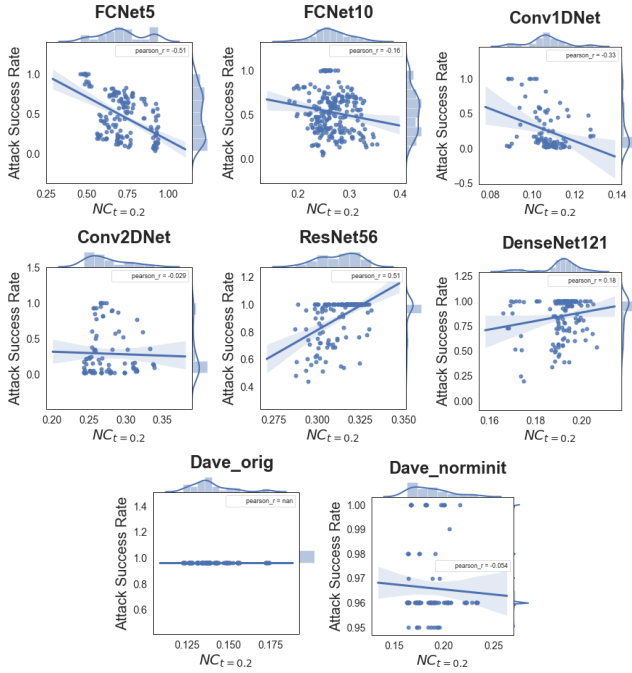 FCNet5
FCNet10
Conv1DNet
pearson_r = -0.51
pearson_r = -0.16
pearson_r = -0.33
Attack Success Rate
1.0
0.5
0.0
0.25 0.50 0.75 1.00
NC_{t = 0.2}
Attack Success Rate
1.0
0.5
0.0
0.2 0.3 0.4
NC_{t = 0.2}
Attack Success Rate
1.5
1.0
0.5
0.0
−0.5
0.08 0.10 0.12 0.14
NC_{t = 0.2}
Conv2DNet
ResNet56
DenseNet121
pearson_r = -0.029
pearson_r = 0.51
pearson_r = 0.18
Attack Success Rate
1.5
1.0
0.5
0.0
0.20 0.25 0.30 0.35
NC_{t = 0.2}
Attack Success Rate
1.2
1.0
0.8
0.6
0.4
0.275 0.300 0.325 0.350
NC_{t = 0.2}
Attack Success Rate
1.25
1.00
0.75
0.50
0.25
0.00
0.16 0.18 0.20
NC_{t = 0.2}
Dave_orig
Dave_norminit
pearson_r = nan
pearson_r = -0.054
Attack Success Rate
1.4
1.2
1.0
0.8
0.6
0.125 0.150 0.175
NC_{t = 0.2}
Attack Success Rate
1.00
0.99
0.98
0.97
0.96
0.95
0.15 0.20 0.25
NC_{t = 0.2}